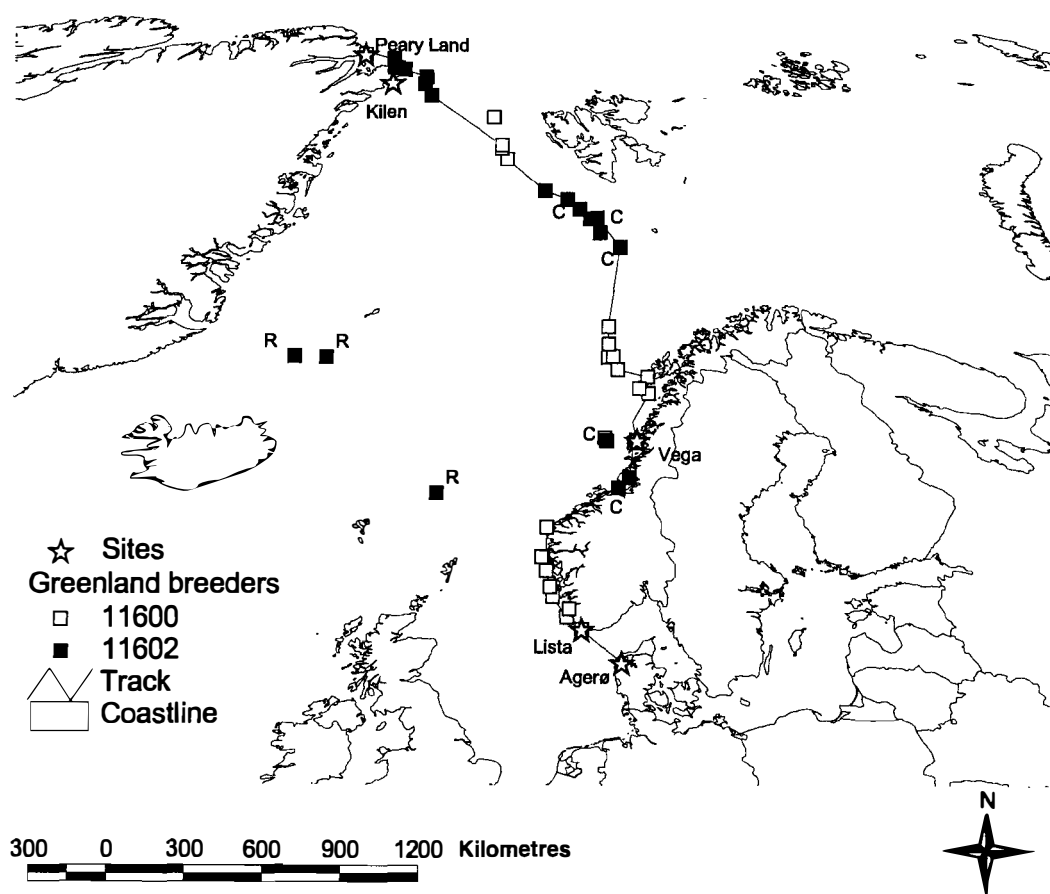 Peary Land
Kilen
C
C
C
R
R
C
Vega
R
C
Sites
Greenland breeders
11600
11602
Track
Coastline
Lista
Agerø
N
300 0 300 600 900 1200 Kilometres